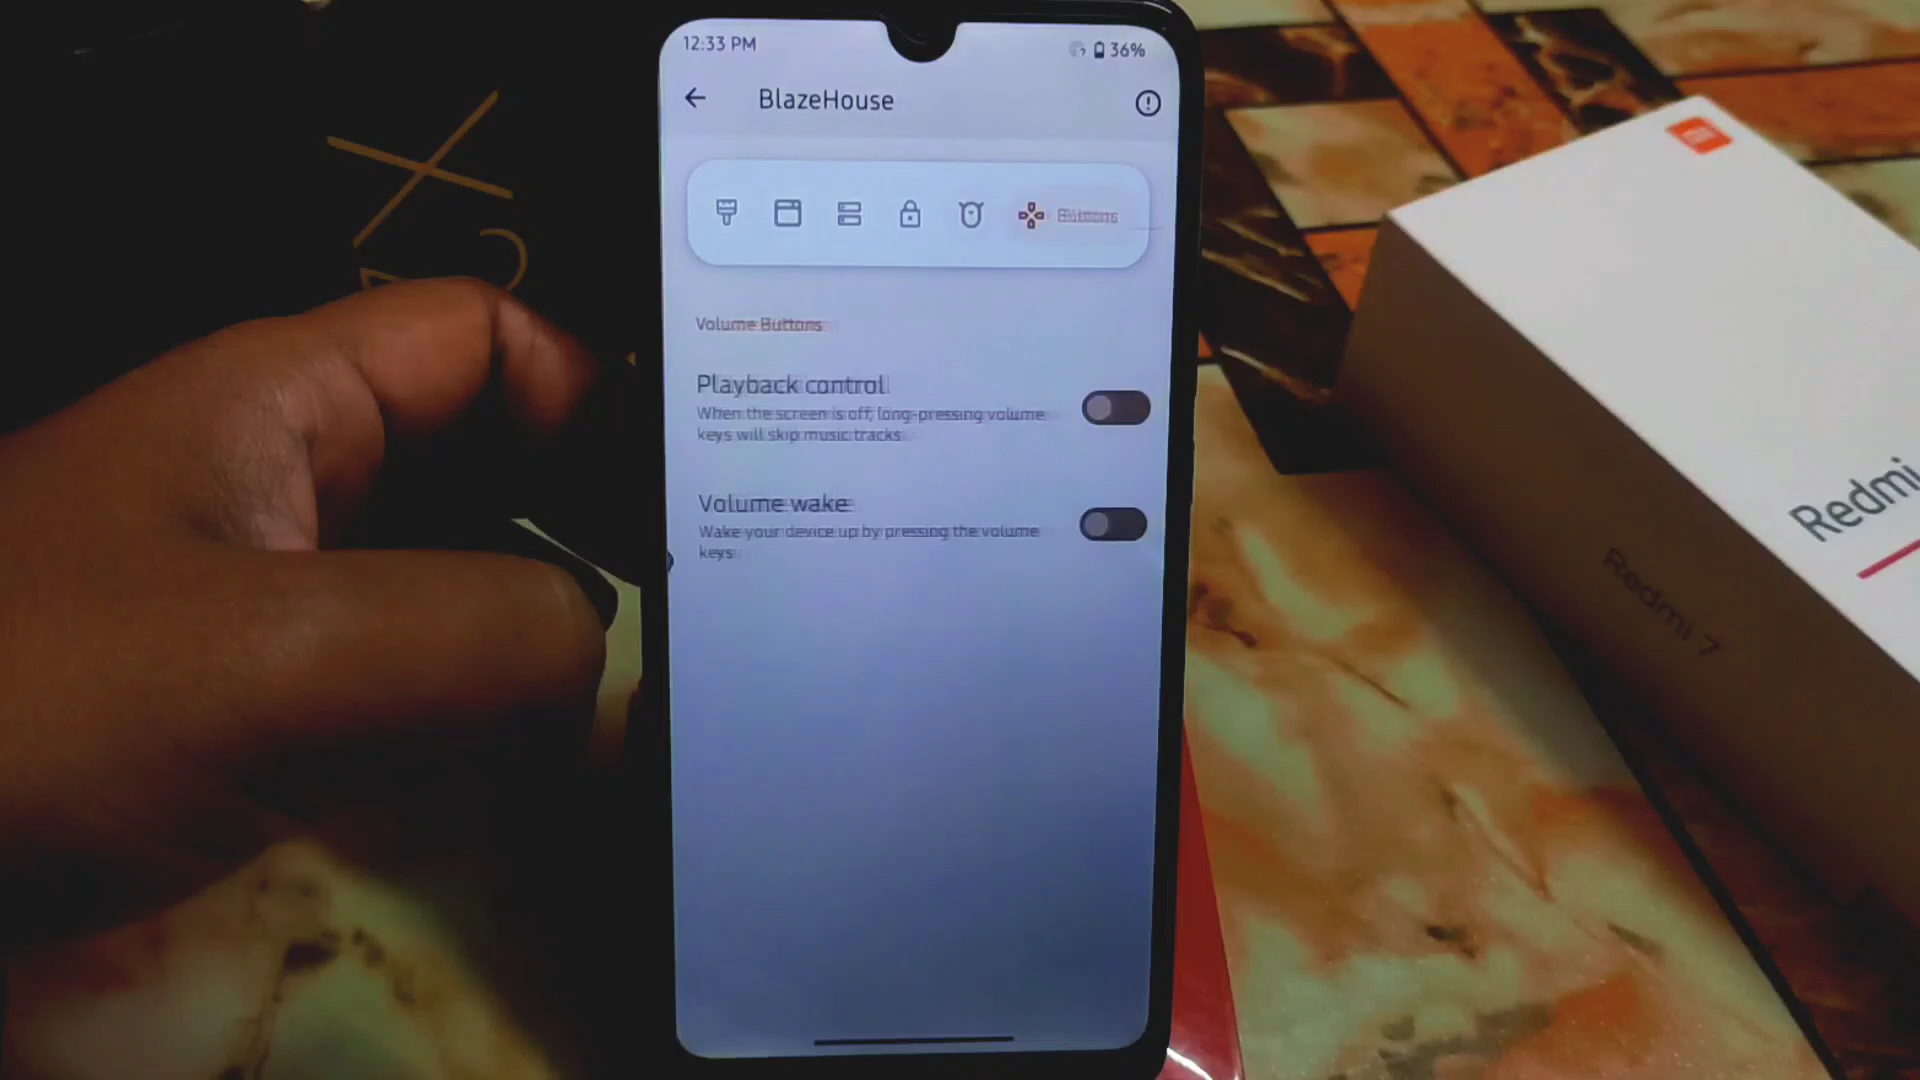 12:33 PM
36%
BlazeHouse
Buttons
Volume Buttons
Playback control
When the screen is off, long-pressing volume
keys will skip music tracks
Volume wake
Wake your device up by pressing the volume
keys
Redmi
Redmi 7